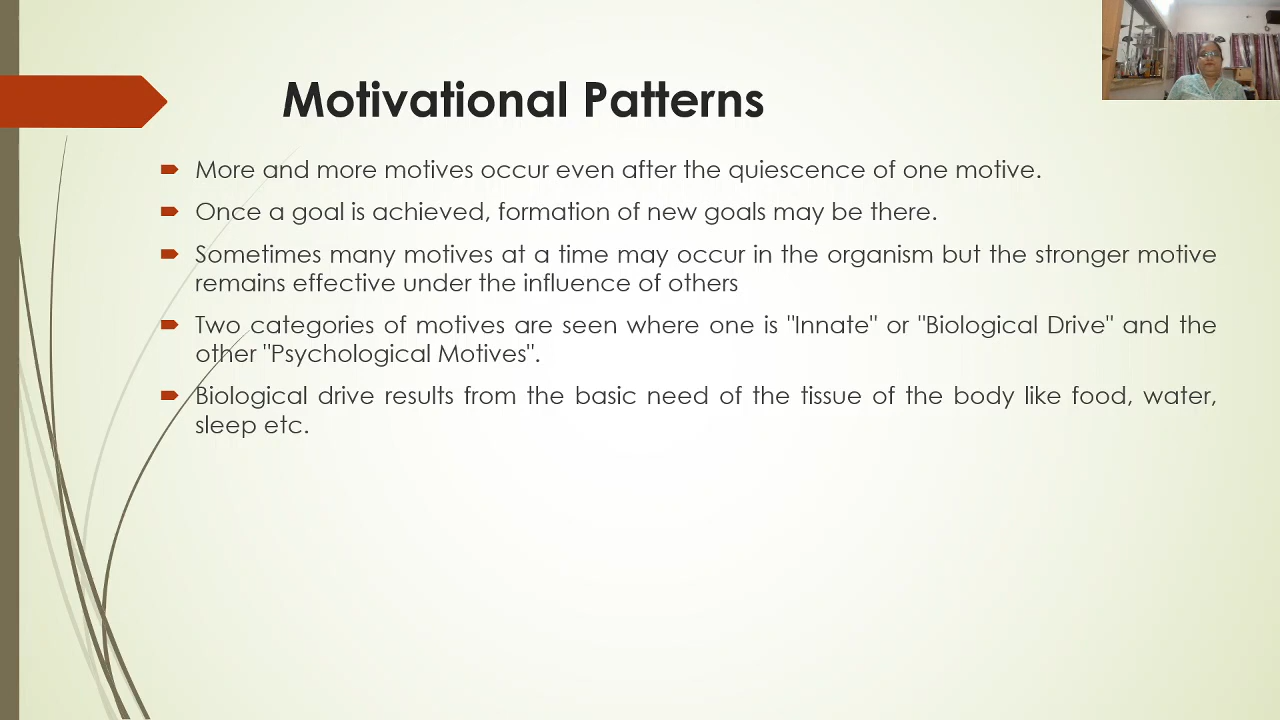 Motivational Patterns
More and more motives occur even after the quiescence of one motive.
Once a goal is achieved, formation of new goals may be there.
Sometimes many motives at a time may occur in the organism but the stronger motive
remains effective under the influence of others
Two categories of motives are seen where one is "Innate" or "Biological Drive" and the
other "Psychological Motives".
Biological drive results from the basic need of the tissue of the body like food, water,
sleep etc.